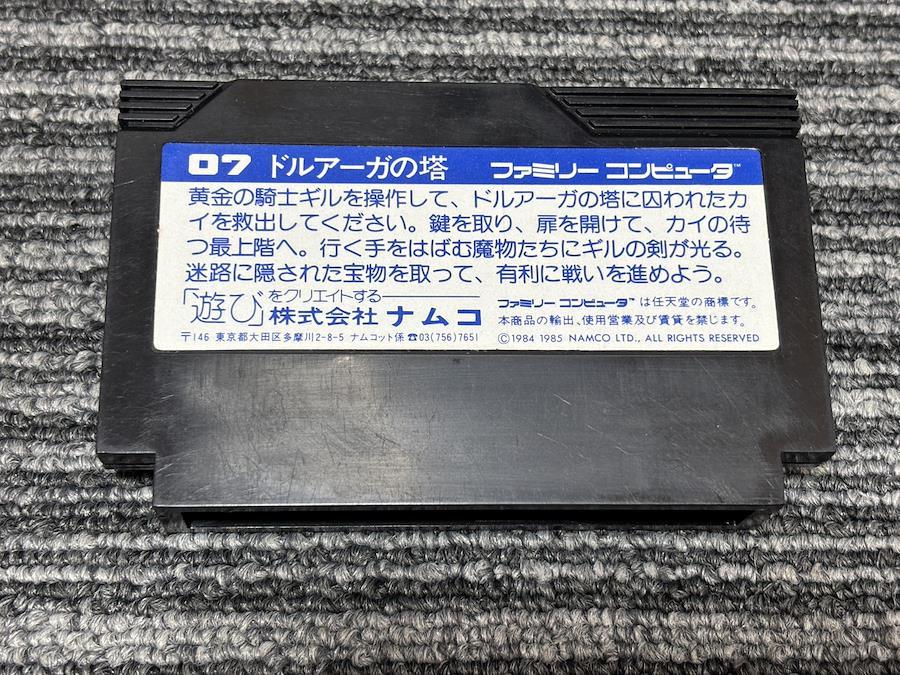 07 ドルアーガの塔 ファミリー コンピュータ™
黄金の騎士ギルを操作して、ドルアーガの塔に囚われたカ
イを救出してください。鍵を取り、扉を開けて、カイの待
つ最上階へ。行く手をはばむ魔物たちにギルの剣が光る。
迷路に隠された宝物を取って、有利に戦いを進めよう。
「遊び」をクリエイトする
株式会社 ナムコ
〒146 東京都大田区多摩川2-8-5 ナムコット係 ☎03(756)7651
ファミリー コンピュータ™ は任天堂の商標です。
本商品の輸出、使用営業及び賃貸を禁じます。
©1984 1985 NAMCO LTD., ALL RIGHTS RESERVED